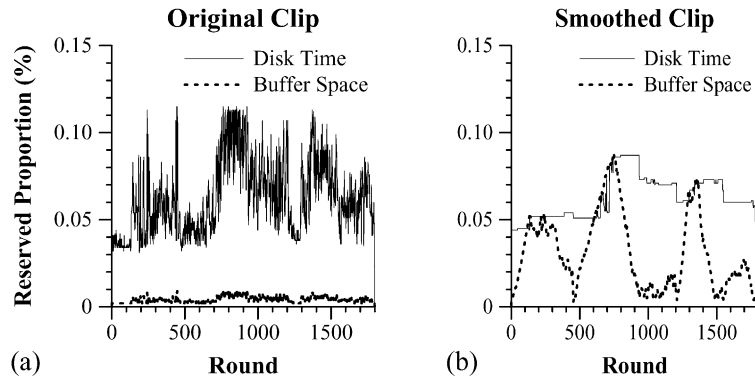 Original Clip
Reserved Proportion (%)
0.15
0.10
0.05
0
Disk Time
Buffer Space
0 500 1000 1500
Round
(a)
Smoothed Clip
0.15
0.10
0.05
0
Disk Time
Buffer Space
0 500 1000 1500
Round
(b)